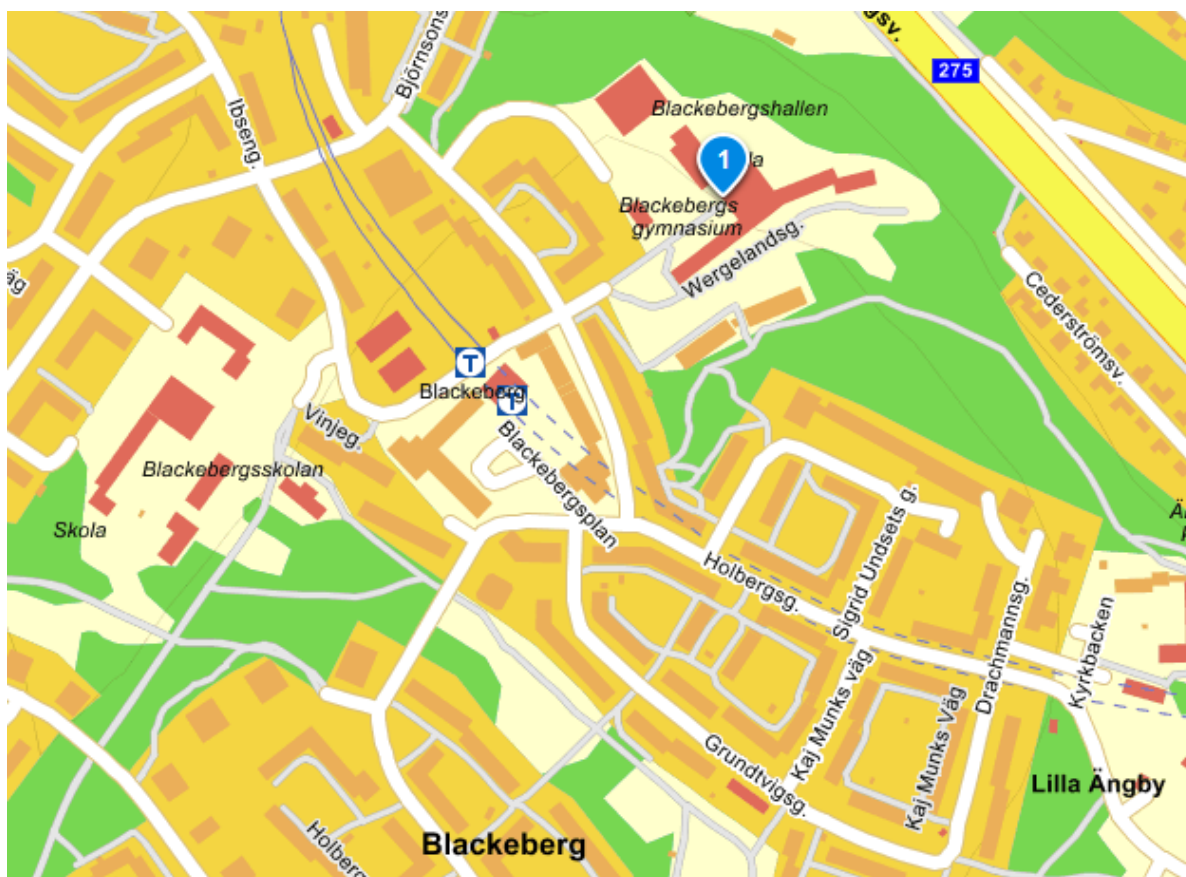 gsv.
275
Björnsons
Ibseng.
Blackebergshallen
1
la
Blackebergs
gymnasium
Wergelandsg.
Cederströmsv.
äg
T
Blackeberg
T
Vinjeg.
Blackebergsplan
Blackebergsskolan
Skola
Holbergsg.
Sigrid Undsets g.
Drachmannsg.
Kyrkbacken
Kaj Munks väg
Kaj Munks Väg
Grundtvigsg.
Lilla Ängby
Blackeberg
Holberg